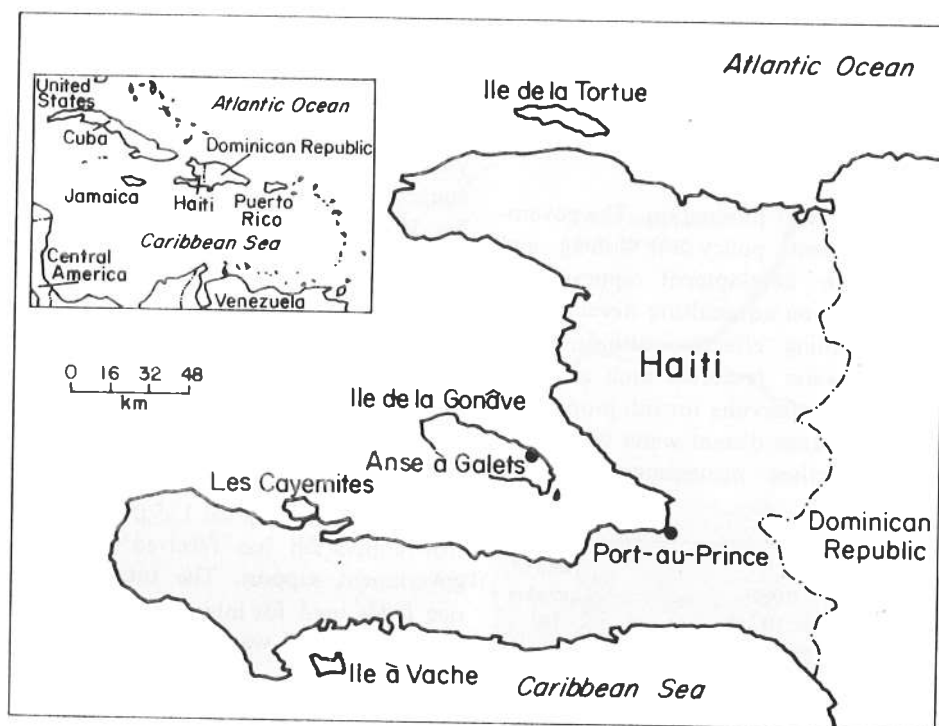 Atlantic Ocean
Ile de la Tortue
United
States
Atlantic Ocean
Cuba
Dominican Republic
Jamaica
Haiti
Puerto
Rico
Caribbean Sea
Central
America
Venezuela
0 16 32 48
km
Haiti
Ile de la Gonâve
Anse à Galets
Les Cayemites
Port-au-Prince
Dominican
Republic
Ile à Vache
Caribbean Sea